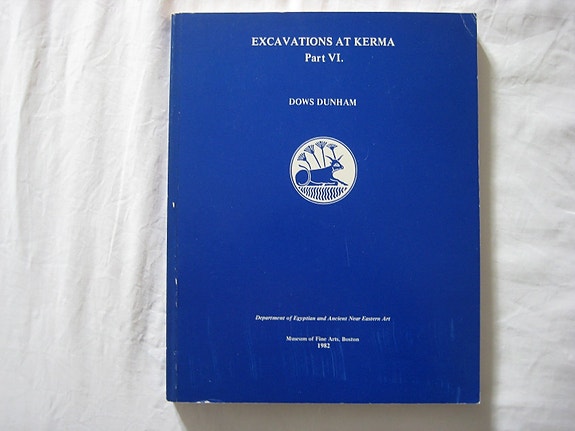 EXCAVATIONS AT KERMA
Part VI.
DOWS DUNHAM
Department of Egyptian and Ancient Near Eastern Art
Museum of Fine Arts, Boston
1982